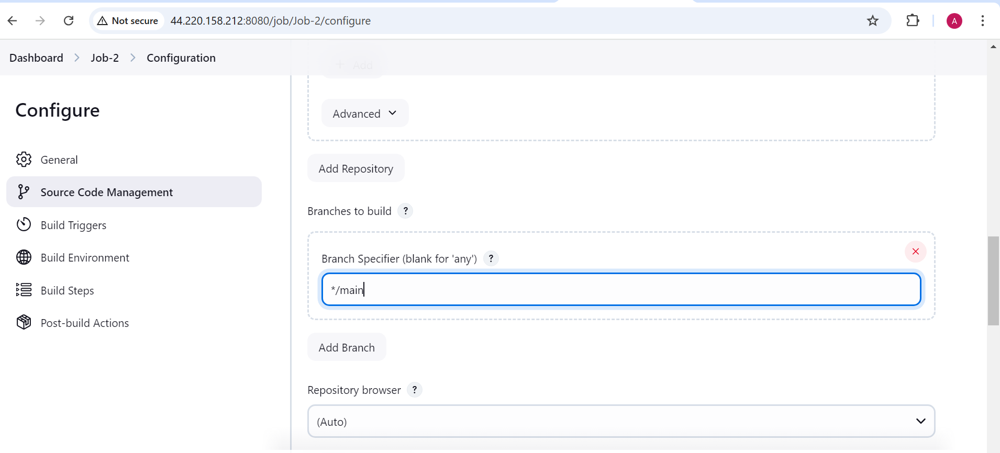 Not secure 44.220.158.212:8080/job/Job-2/configure A
Dashboard Job-2 Configuration
+ Add
Configure
Advanced
General
Add Repository
Source Code Management
Branches to build ?
Build Triggers
Build Environment
Branch Specifier (blank for 'any') ?
*/main
Build Steps
Post-build Actions
Add Branch
Repository browser ?
(Auto)